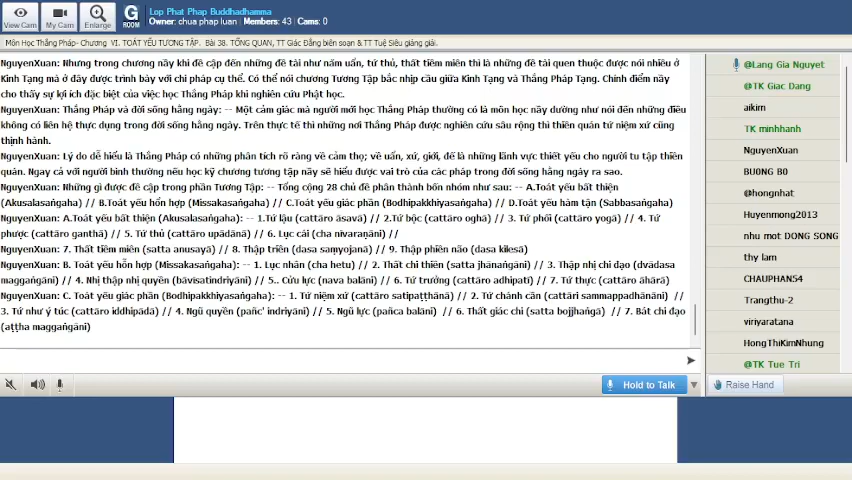 Lop Phat Phap Buddhadhamma
Owner: chua phap luan | Members: 43 | Cams: 0
View Cam
My Cam
Enlarge
G ROOM
Môn Học Thắng Pháp- Chương VI. TOÁT YẾU TƯƠNG TẬP. Bài 38. TỔNG QUAN, TT Giác Đẳng biên soạn & TT Tuệ Siêu giảng giải.
NguyenXuan: Nhưng trong chương này khi đề cập đến những đề tài như năm uẩn, tứ thủ, thất tiềm miên thì là những đề tài quen thuộc được nói nhiều ở
Kinh Tạng mà ở đây được trình bày với chi pháp cụ thể. Có thể nói chương Tương Tập bắc nhịp cầu giữa Kinh Tạng và Thắng Pháp Tạng. Chính điểm này
cho thấy sự lợi ích đặc biệt của việc học Thắng Pháp khi nghiên cứu Phật học.
NguyenXuan: Thắng Pháp và đời sống hằng ngày: -- Một cảm giác mà người mới học Thắng Pháp thường có là môn học này dường như nói đến những điều
không có liên hệ thực dụng trong đời sống hằng ngày. Trên thực tế thì những nơi Thắng Pháp được nghiên cứu sâu rộng thì thiền quán tứ niệm xứ cũng
thịnh hành.
NguyenXuan: Lý do dễ hiểu là Thắng Pháp có những phân tích rõ ràng về cảm thọ; về uẩn, xứ, giới, đế là những lãnh vực thiết yếu cho người tu tập thiền
quán. Ngay cả với người bình thường nếu học kỹ chương tương tập này sẽ hiểu được vai trò của các pháp trong đời sống hằng ngày ra sao.
NguyenXuan: Những gì được đề cập trong phần Tương Tập: -- Tổng cộng 28 chủ đề phân thành bốn nhóm như sau: -- A.Toát yếu bất thiện
(Akusalasaṅgaha) // B.Toát yếu hổn hợp (Missakasaṅgaha) // C.Toát yếu giác phần (Bodhipakkhiyasaṅgaha) // D.Toát yếu hàm tận (Sabbasaṅgaha)
NguyenXuan: A.Toát yếu bất thiện (Akusalasaṅgaha): -- 1.Tứ lậu (cattāro āsavā) // 2.Tứ bộc (cattāro oghā) // 3. Tứ phối (cattāro yogā) // 4. Tứ
phược (cattāro ganthā) // 5. Tứ thủ (cattāro upādānā) // 6. Lục cái (cha nivaraṇāni) //
NguyenXuan: 7. Thất tiềm miên (satta anusayā) // 8. Thập triền (dasa saṃyojanā) // 9. Thập phiền não (dasa kilesā)
NguyenXuan: B. Toát yếu hỗn hợp (Missakasaṅgaha): -- 1. Lục nhân (cha hetu) // 2. Thất chi thiền (satta jhānaṅgāni) // 3. Thập nhị chi đạo (dvādasa
maggaṅgāni) // 4. Nhị thập nhị quyền (bāvisatindriyāni) // 5.. Cửu lực (nava balāni) // 6. Tứ trưởng (cattāro adhipati) // 7. Tứ thực (cattāro āhārā)
NguyenXuan: C. Toát yếu giác phần (Bodhipakkhiyasaṅgaha): -- 1. Tứ niệm xứ (cattāro satipaṭṭhānā) // 2. Tứ chánh cần (cattāri sammappadhānāni) //
3. Tứ như ý túc (cattāro iddhipādā) // 4. Ngũ quyền (pañc' indriyāni) // 5. Ngũ lực (pañca balāni) // 6. Thất giác chi (satta bojjhaṅgā) // 7. Bát chi đạo
(aṭṭha maggaṅgāni)
@Lang Gia Nguyet
@TK Giac Dang
aikim
TK minhhanh
NguyenXuan
BU0NG B0
@hongnhat
Huyenmong2013
nhu mot DONG SONG
thy lam
CHAUPHAN54
Trangthu-2
viriyaratana
HongThiKimNhung
@TK Tue Tri
Hold to Talk
Raise Hand